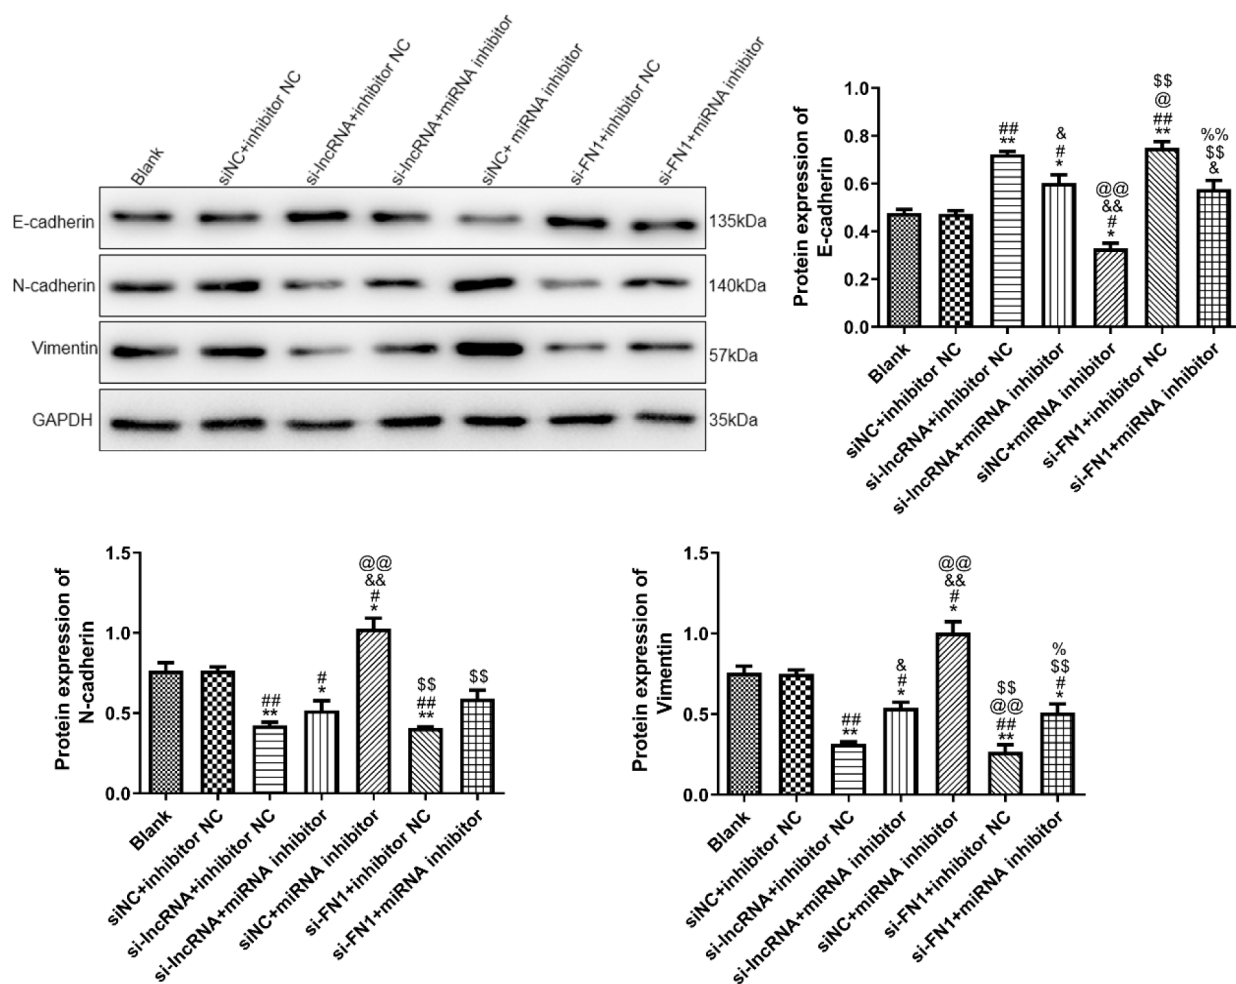 Blank
siNC+inhibitor NC
si-lncRNA+inhibitor NC
si-lncRNA+miRNA inhibitor
siNC+ miRNA inhibitor
si-FN1+inhibitor NC
si-FN1+miRNA inhibitor
E-cadherin
135kDa
N-cadherin
140kDa
Vimentin
57kDa
GAPDH
35kDa
Protein expression of
E-cadherin
1.0
0.8
0.6
0.4
0.2
0.0
##
**
&
#
*
@@
&&
#
*
$$
@
##
**
%%
$$
&
Blank
siNC+inhibitor NC
si-lncRNA+inhibitor NC
si-lncRNA+miRNA inhibitor
siNC+miRNA inhibitor
si-FN1+inhibitor NC
si-FN1+miRNA inhibitor
Protein expression of
N-cadherin
1.5
1.0
0.5
0.0
##
**
#
*
@@
&&
#
*
$$
##
**
$$
Blank
siNC+inhibitor NC
si-lncRNA+inhibitor NC
si-lncRNA+miRNA inhibitor
siNC+miRNA inhibitor
si-FN1+inhibitor NC
si-FN1+miRNA inhibitor
Protein expression of
Vimentin
1.5
1.0
0.5
0.0
##
**
&
#
*
@@
&&
#
*
$$
@@
##
**
%
$$
#
*
Blank
siNC+inhibitor NC
si-lncRNA+inhibitor NC
si-lncRNA+miRNA inhibitor
siNC+miRNA inhibitor
si-FN1+inhibitor NC
si-FN1+miRNA inhibitor